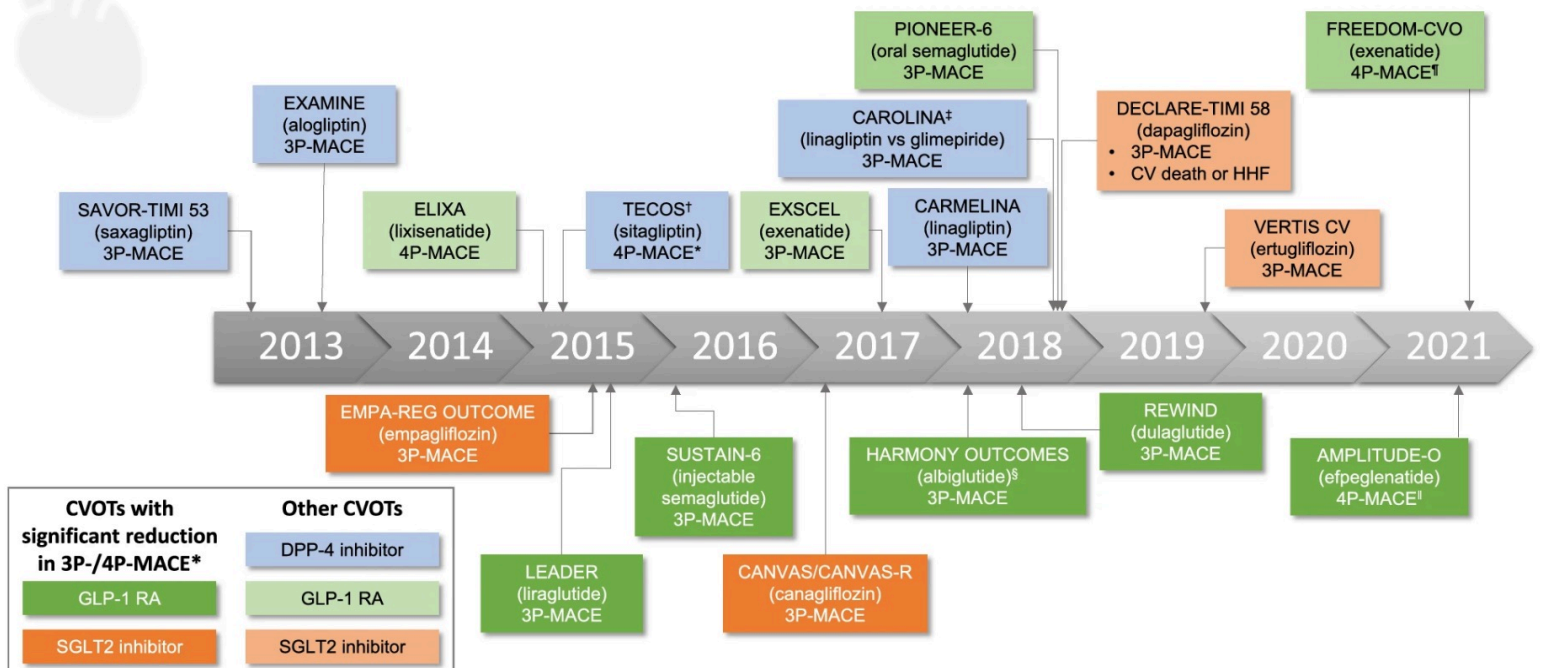 PIONEER-6
(oral semaglutide)
3P-MACE
FREEDOM-CVO
(exenatide)
4P-MACE¶
EXAMINE
(alogliptin)
3P-MACE
CAROLINA‡
(linagliptin vs glimepiride)
3P-MACE
DECLARE-TIMI 58
(dapagliflozin)
• 3P-MACE
• CV death or HHF
SAVOR-TIMI 53
(saxagliptin)
3P-MACE
ELIXA
(lixisenatide)
4P-MACE
TECOS†
(sitagliptin)
4P-MACE*
EXSCEL
(exenatide)
3P-MACE
CARMELINA
(linagliptin)
3P-MACE
VERTIS CV
(ertugliflozin)
3P-MACE
2013 2014 2015 2016 2017 2018 2019 2020 2021
EMPA-REG OUTCOME
(empagliflozin)
3P-MACE
SUSTAIN-6
(injectable
semaglutide)
3P-MACE
HARMONY OUTCOMES
(albiglutide)§
3P-MACE
REWIND
(dulaglutide)
3P-MACE
AMPLITUDE-O
(efpeglenatide)
4P-MACE‖
LEADER
(liraglutide)
3P-MACE
CANVAS/CANVAS-R
(canagliflozin)
3P-MACE
CVOTs with
significant reduction
in 3P-/4P-MACE*
GLP-1 RA
SGLT2 inhibitor
Other CVOTs
DPP-4 inhibitor
GLP-1 RA
SGLT2 inhibitor